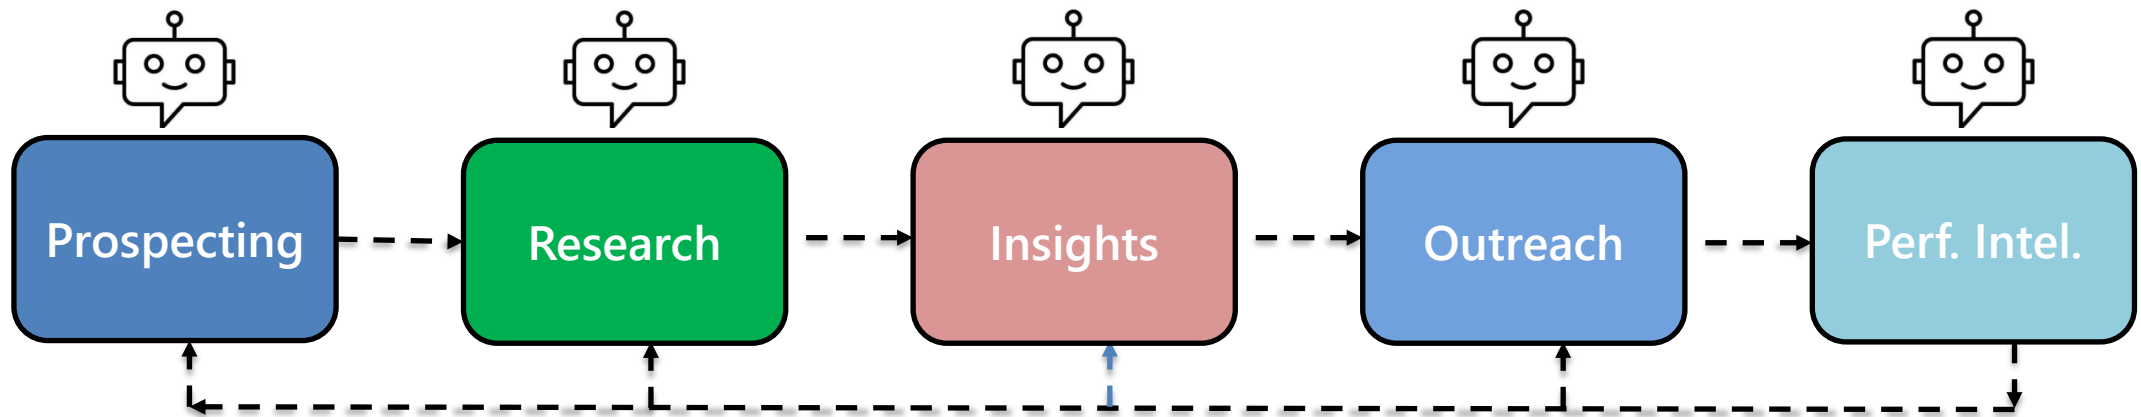 Prospecting
Research
Insights
Outreach
Perf. Intel.